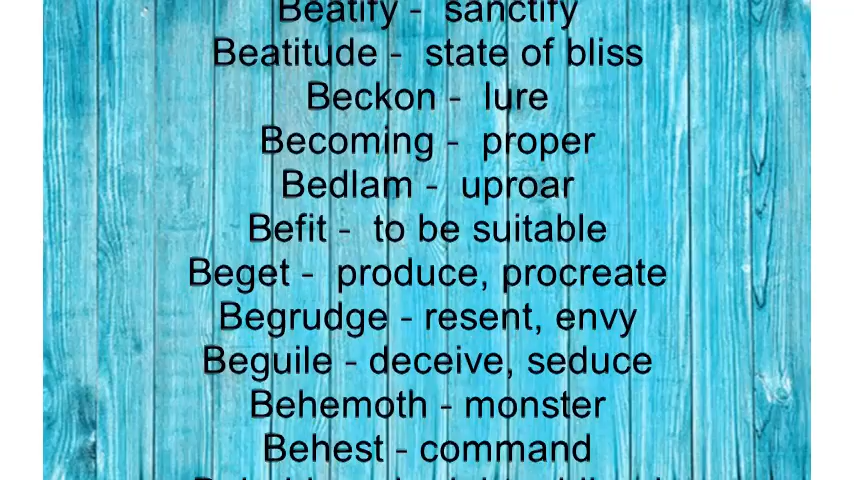 Beatify -  sanctify
Beatitude -  state of bliss
Beckon -  lure
Becoming -  proper
Bedlam -  uproar
Befit -  to be suitable
Beget -  produce, procreate
Begrudge - resent, envy
Beguile - deceive, seduce
Behemoth - monster
Behest - command